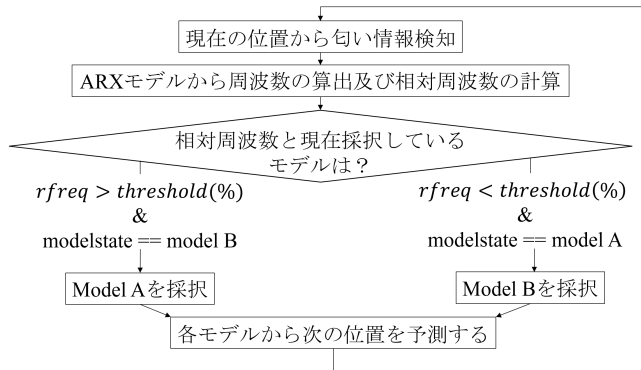 現在の位置から匂い情報検知
ARXモデルから周波数の算出及び相対周波数の計算
相対周波数と現在採択している
モデルは？
rfreq > threshold(%)
&
modelstate == model B
rfreq < threshold(%)
&
modelstate == model A
Model Aを採択
Model Bを採択
各モデルから次の位置を予測する